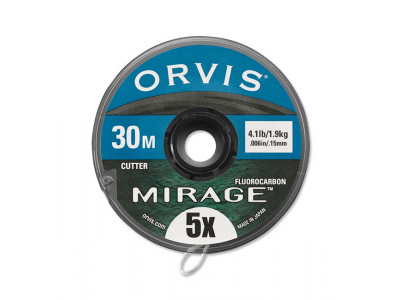 ORVIS®
30M
4.1lb/1.9kg
.006in/.15mm
CUTTER
FLUOROCARBON
MIRAGE™
5X
orvis.com
MADE IN JAPAN